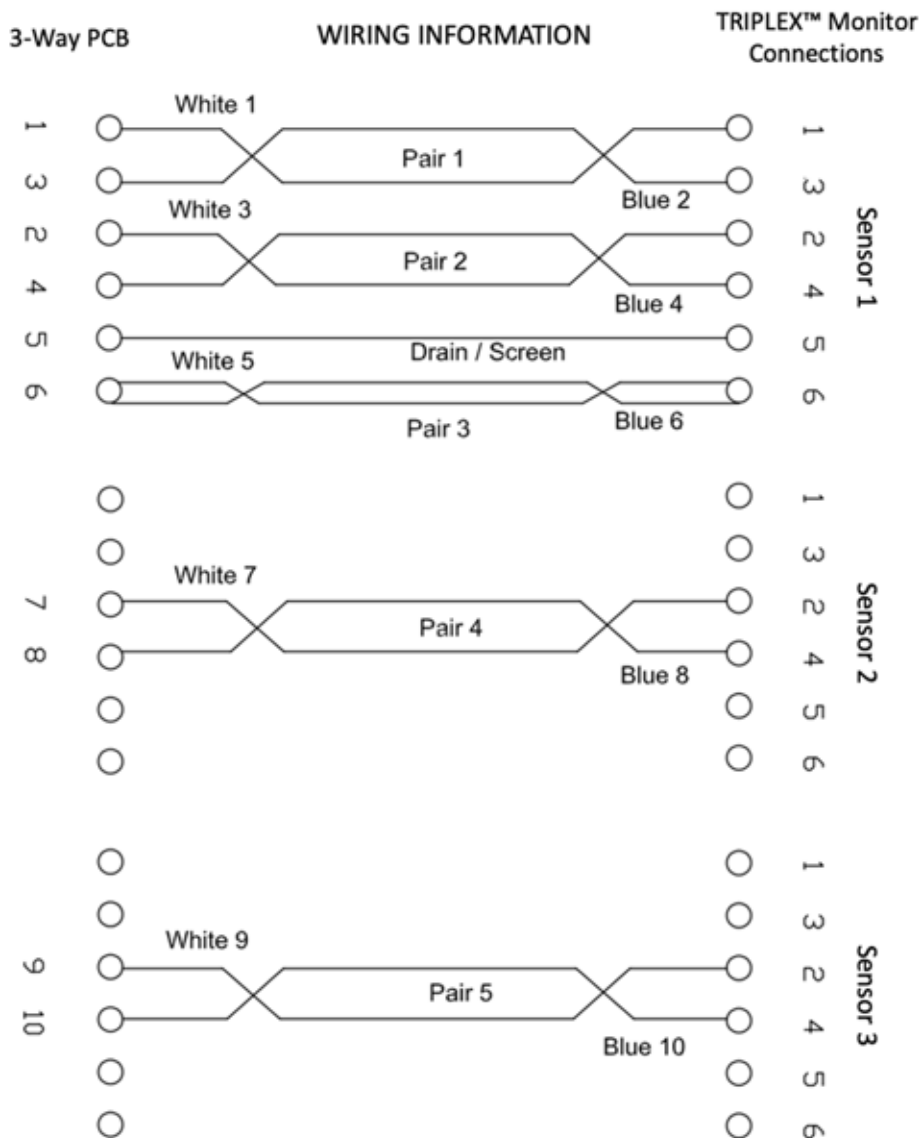 3-Way PCB
WIRING INFORMATION
TRIPLEX™ Monitor
Connections
White 1
1
1
Pair 1
3
Blue 2
3
White 3
2
2
Pair 2
4
Blue 4
4
Sensor 1
5
Drain / Screen
5
White 5
6
Blue 6
6
Pair 3
1
3
White 7
7
2
Pair 4
8
Blue 8
4
Sensor 2
5
6
1
3
White 9
9
2
Pair 5
10
Blue 10
4
Sensor 3
5
6